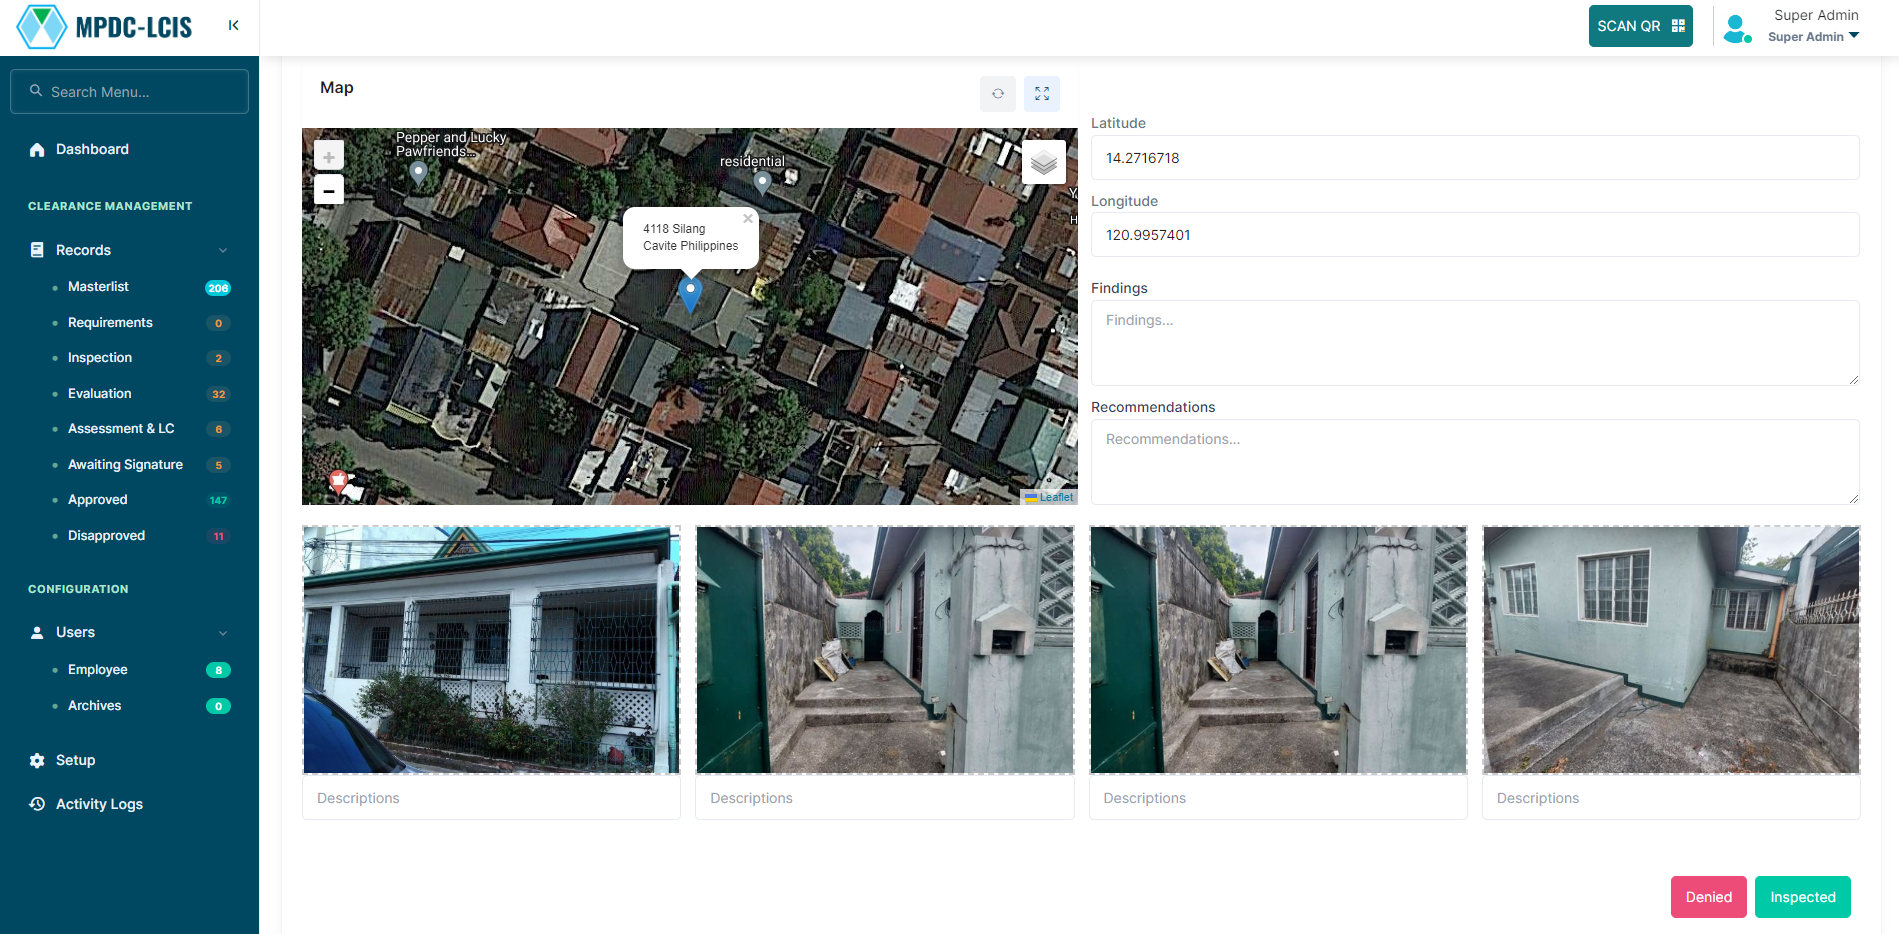 MPDC-LCIS
SCAN QR
Super Admin
Super Admin
Search Menu...
Dashboard
CLEARANCE MANAGEMENT
Records
Masterlist 206
Requirements 0
Inspection 2
Evaluation 32
Assessment & LC 6
Awaiting Signature 5
Approved 147
Disapproved 11
CONFIGURATION
Users
Employee 8
Archives 0
Setup
Activity Logs
Map
+
−
Pepper and Lucky
Pawfriends...
residential
Y
H
4118 Silang
Cavite Philippines
×
Leaflet
Latitude
14.2716718
Longitude
120.9957401
Findings
Findings...
Recommendations
Recommendations...
Descriptions
Descriptions
Descriptions
Descriptions
Denied
Inspected